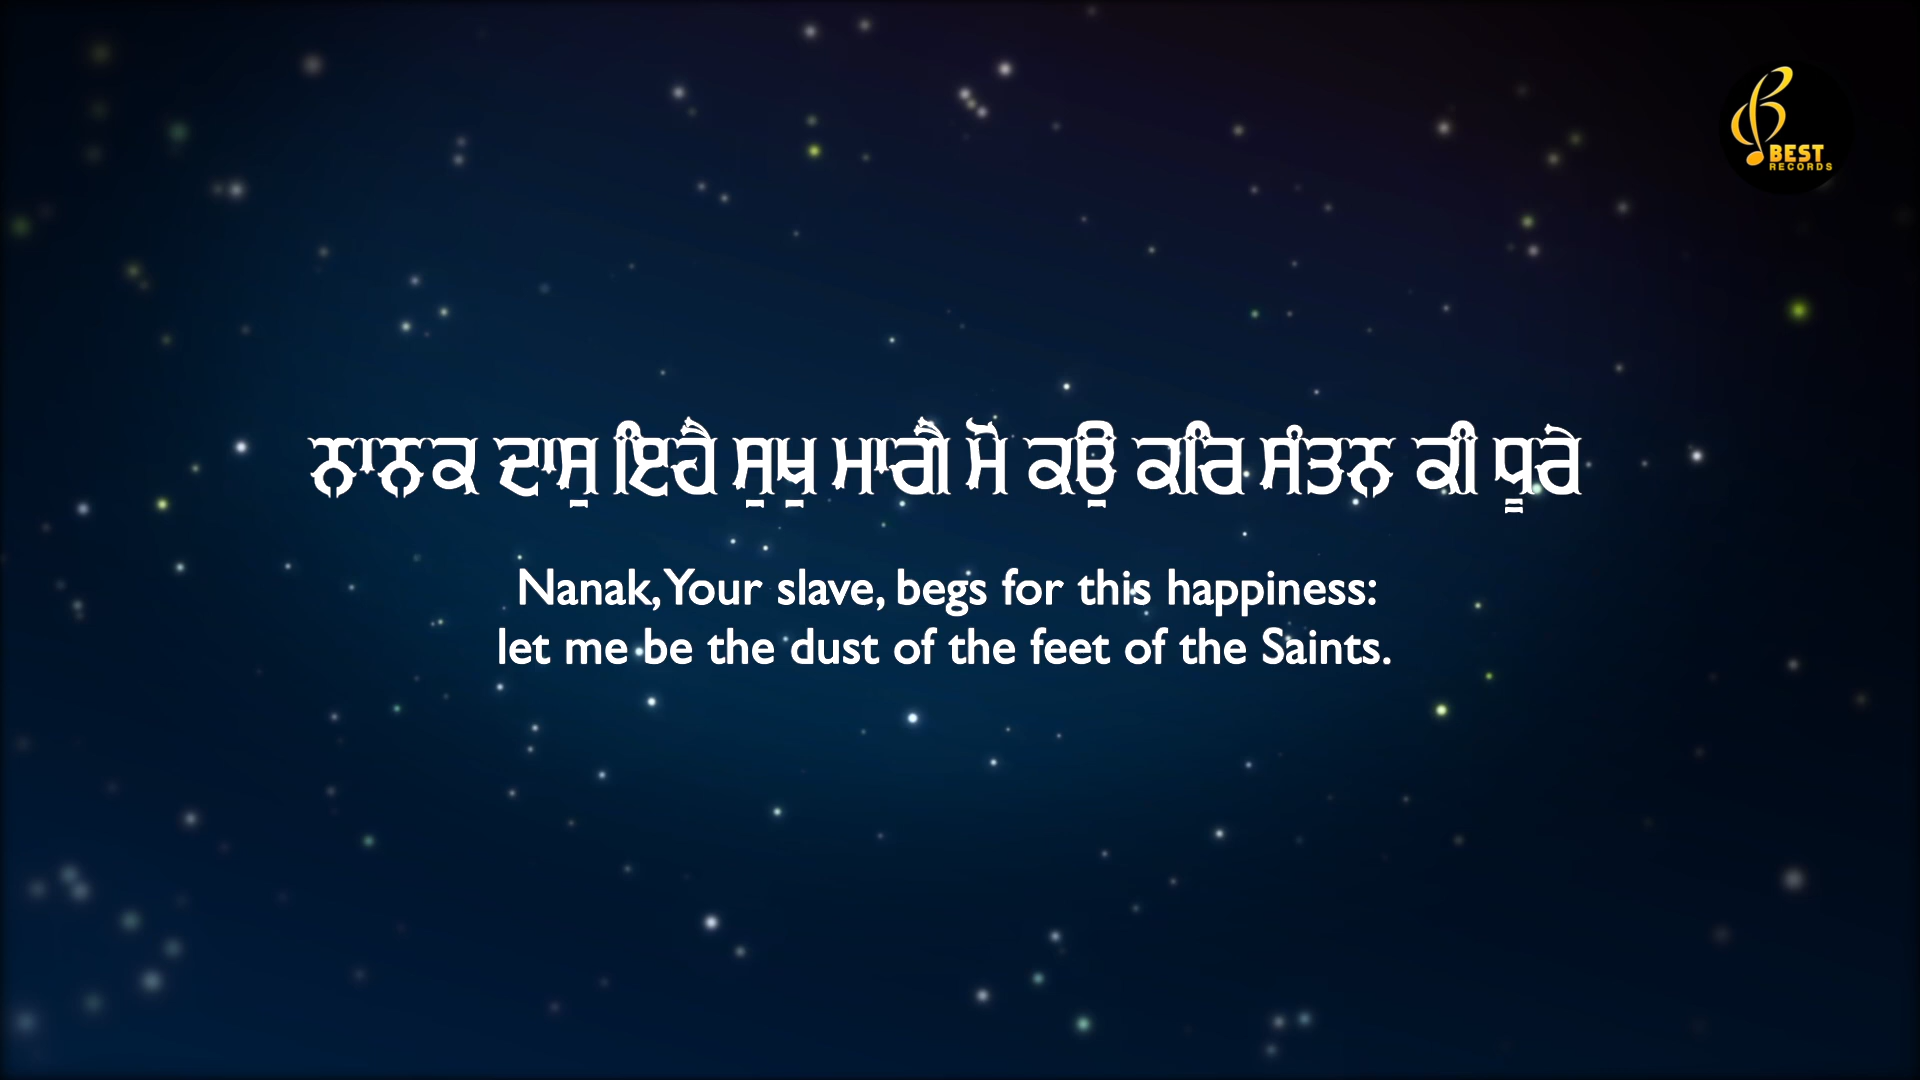 BEST
RECORDS
ਨਾਨਕ ਦਾਸੁ ਇਹੈ ਸੁਖੁ ਮਾਗੈ ਮੋ ਕਉੁ ਕਰਿ ਸੰਤਨ ਕੀ ਧੂਰੇ
Nanak, Your slave, begs for this happiness:
let me be the dust of the feet of the Saints.